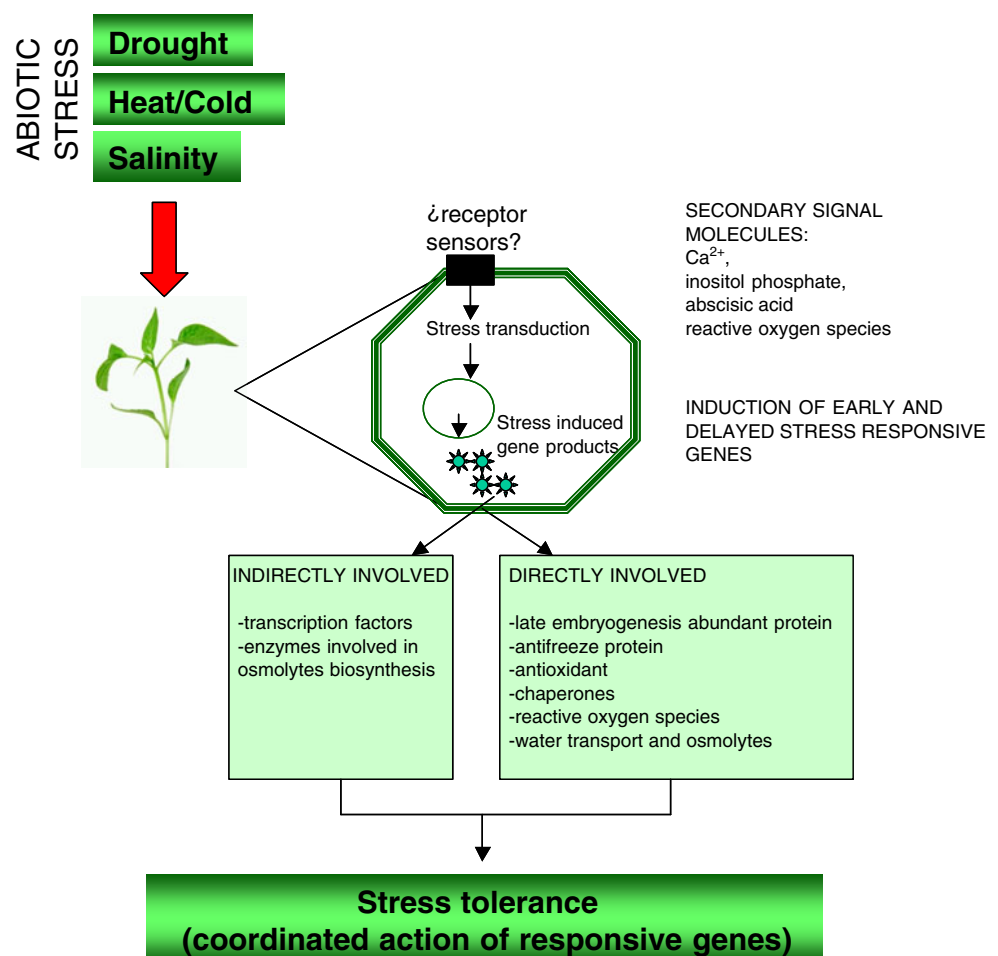 ABIOTIC
STRESS
Drought
Heat/Cold
Salinity
¿receptor
sensors?
Stress transduction
Stress induced
gene products
SECONDARY SIGNAL
MOLECULES:
Ca²⁺,
inositol phosphate,
abscisic acid
reactive oxygen species
INDUCTION OF EARLY AND
DELAYED STRESS RESPONSIVE
GENES
INDIRECTLY INVOLVED
-transcription factors
-enzymes involved in
osmolytes biosynthesis
DIRECTLY INVOLVED
-late embryogenesis abundant protein
-antifreeze protein
-antioxidant
-chaperones
-reactive oxygen species
-water transport and osmolytes
Stress tolerance
(coordinated action of responsive genes)